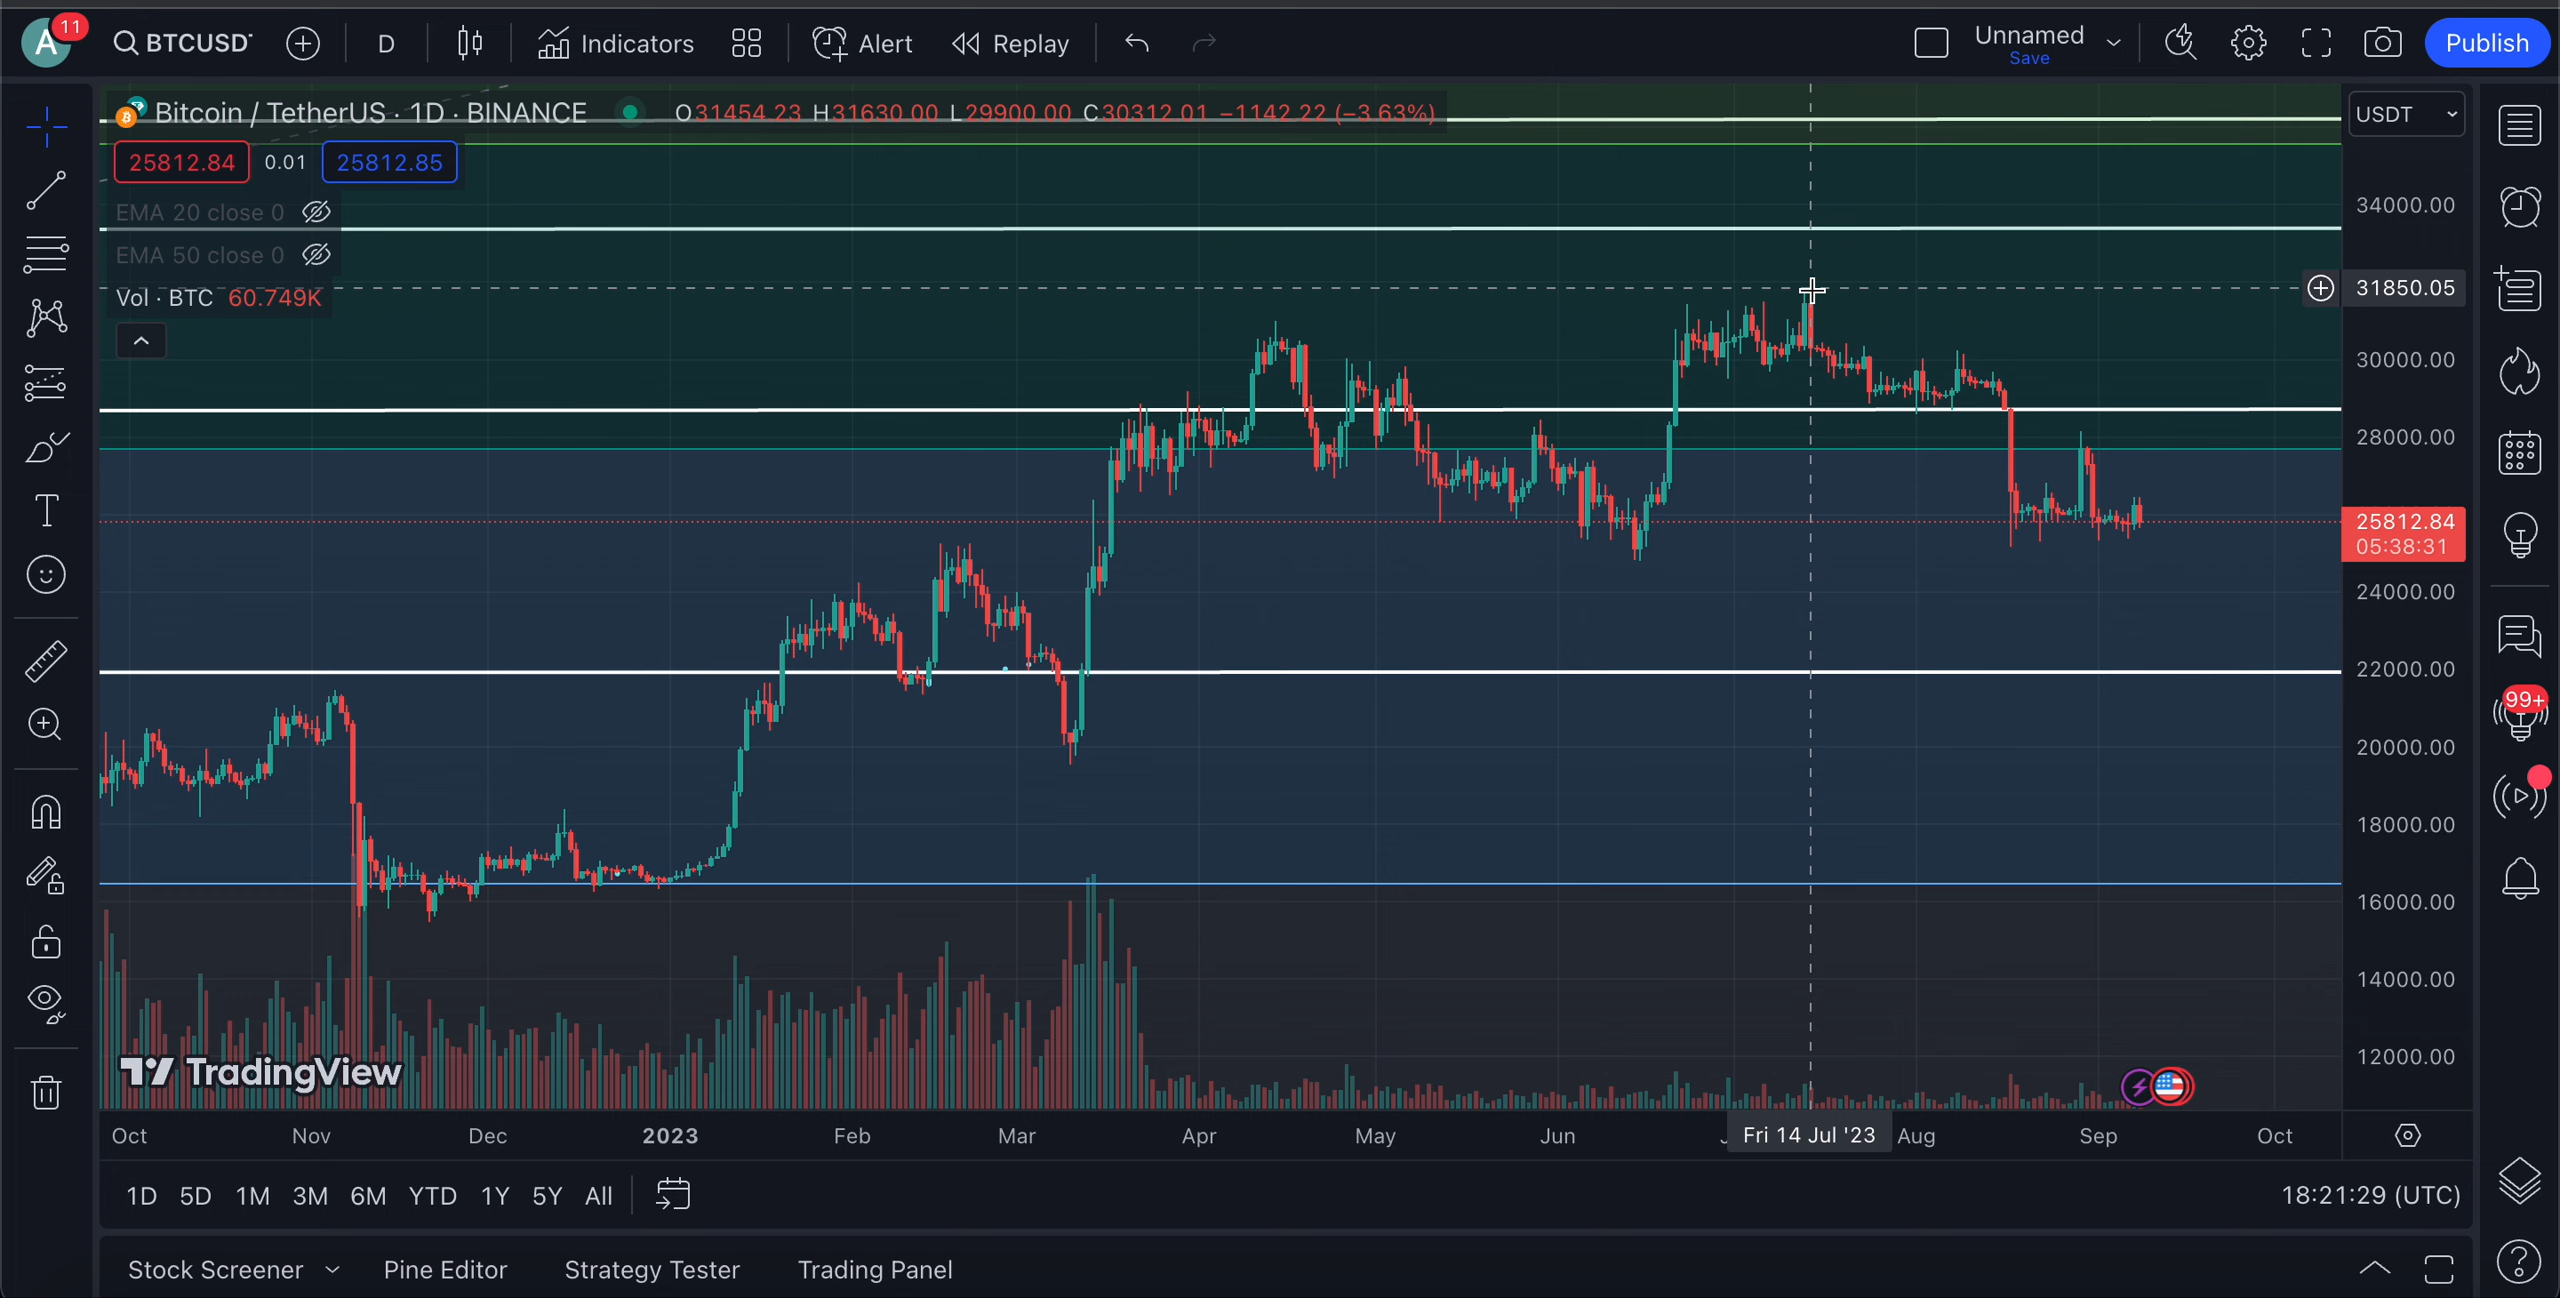 A 11 BTCUSD D Indicators Alert Replay Unnamed Save Publish
Bitcoin / TetherUS · 1D · BINANCE O31454.23 H31630.00 L29900.00 C30312.01 −1142.22 (−3.63%) USDT
25812.84 0.01 25812.85
EMA 20 close 0
EMA 50 close 0
Vol · BTC 60.749K
34000.00
31850.05
30000.00
28000.00
25812.84
05:38:31
24000.00
22000.00
99+
20000.00
18000.00
16000.00
14000.00
12000.00
TradingView
Oct Nov Dec 2023 Feb Mar Apr May Jun Fri 14 Jul '23 Aug Sep Oct
1D 5D 1M 3M 6M YTD 1Y 5Y All 18:21:29 (UTC)
Stock Screener Pine Editor Strategy Tester Trading Panel